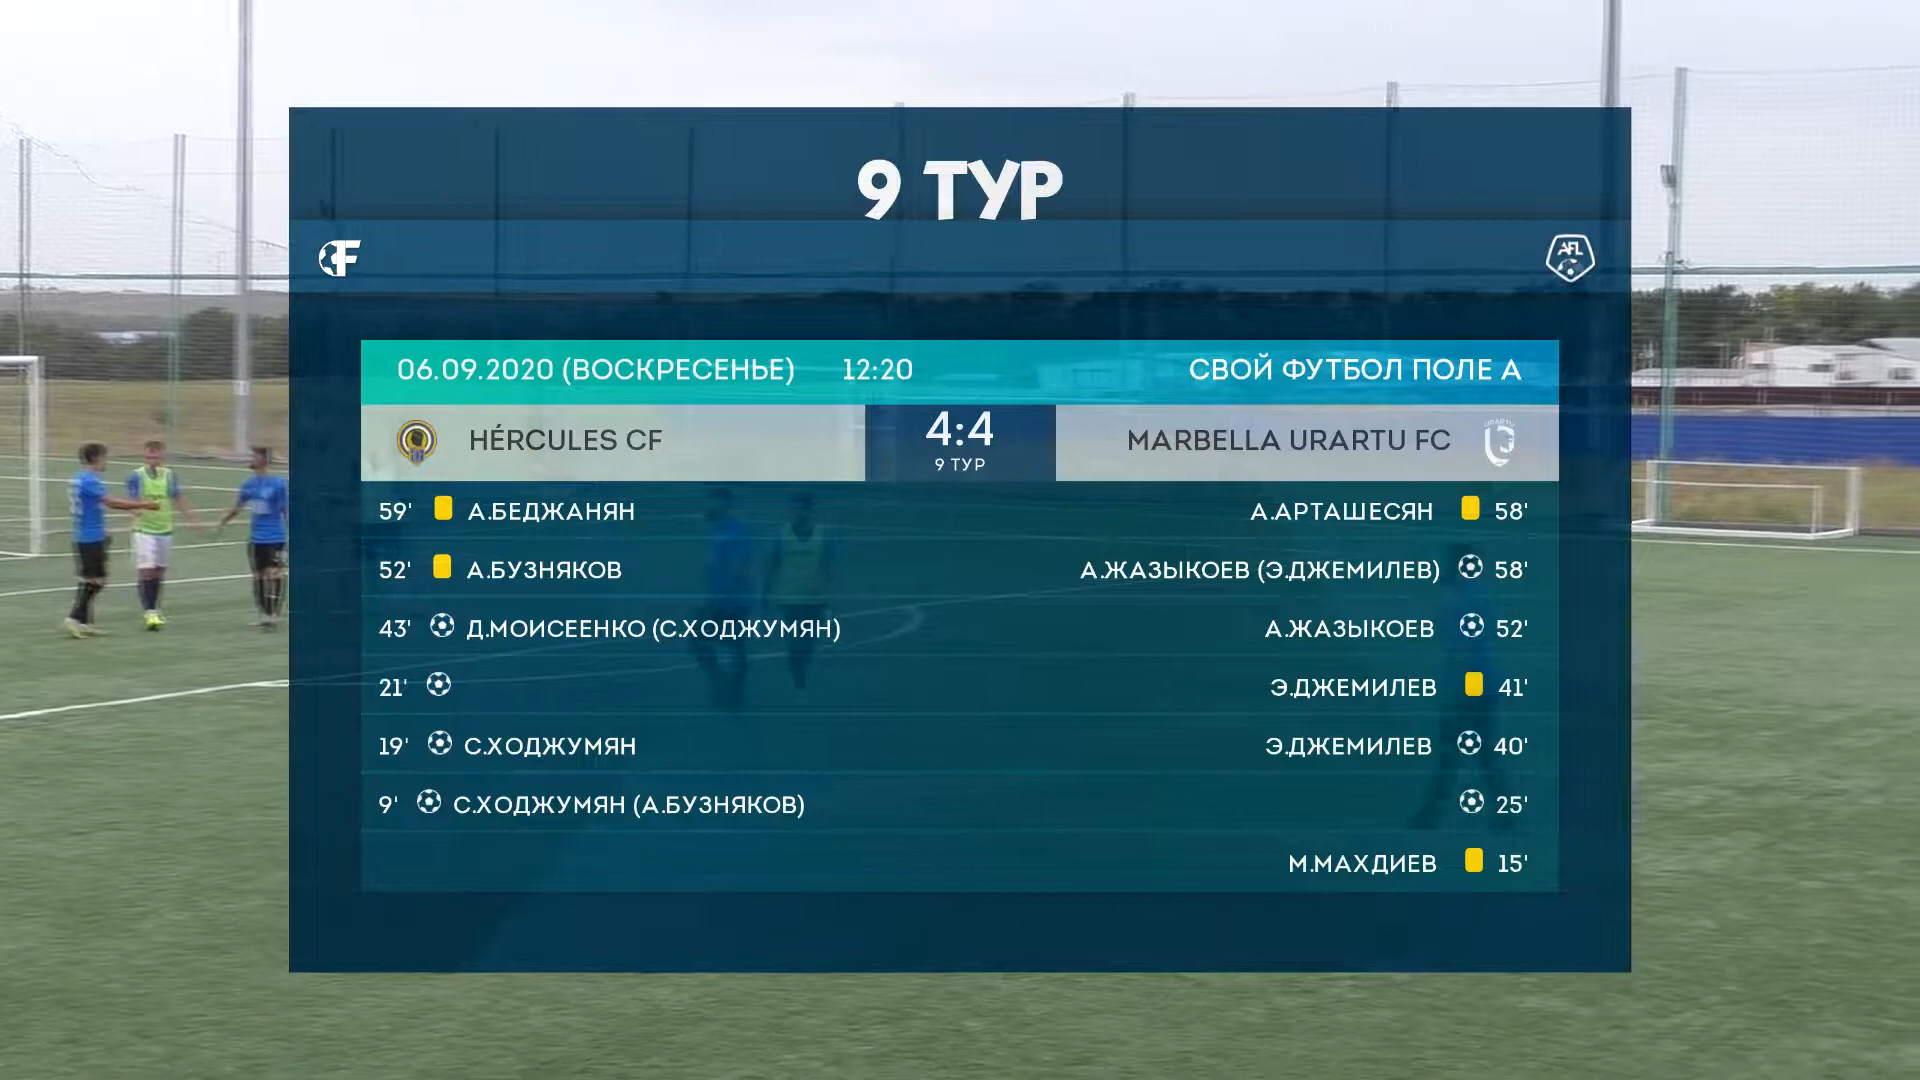 9 ТУР
F
AFL
06.09.2020 (ВОСКРЕСЕНЬЕ) 12:20 СВОЙ ФУТБОЛ ПОЛЕ А
HÉRCULES CF 4:4 MARBELLA URARTU FC URARTU
9 ТУР
59' А.БЕДЖАНЯН А.АРТАШЕСЯН 58'
52' А.БУЗНЯКОВ А.ЖАЗЫКОЕВ (Э.ДЖЕМИЛЕВ) 58'
43' Д.МОИСЕЕНКО (С.ХОДЖУМЯН) А.ЖАЗЫКОЕВ 52'
21' Э.ДЖЕМИЛЕВ 41'
19' С.ХОДЖУМЯН Э.ДЖЕМИЛЕВ 40'
9' С.ХОДЖУМЯН (А.БУЗНЯКОВ) 25'
М.МАХДИЕВ 15'